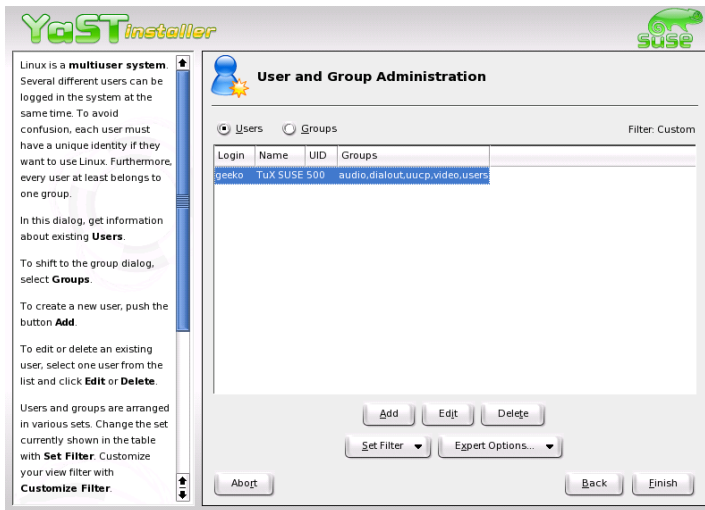 YaST installer
SUSE
Linux is a multiuser system.
Several different users can be
logged in the system at the
same time. To avoid
confusion, each user must
have a unique identity if they
want to use Linux. Furthermore,
every user at least belongs to
one group.
In this dialog, get information
about existing Users.
To shift to the group dialog,
select Groups.
To create a new user, push the
button Add.
To edit or delete an existing
user, select one user from the
list and click Edit or Delete.
Users and groups are arranged
in various sets. Change the set
currently shown in the table
with Set Filter. Customize
your view filter with
Customize Filter.
User and Group Administration
Users Groups Filter: Custom
Login Name UID Groups
geeko TuX SUSE 500 audio,dialout,uucp,video,users
Add Edit Delete
Set Filter Expert Options...
Abort Back Finish